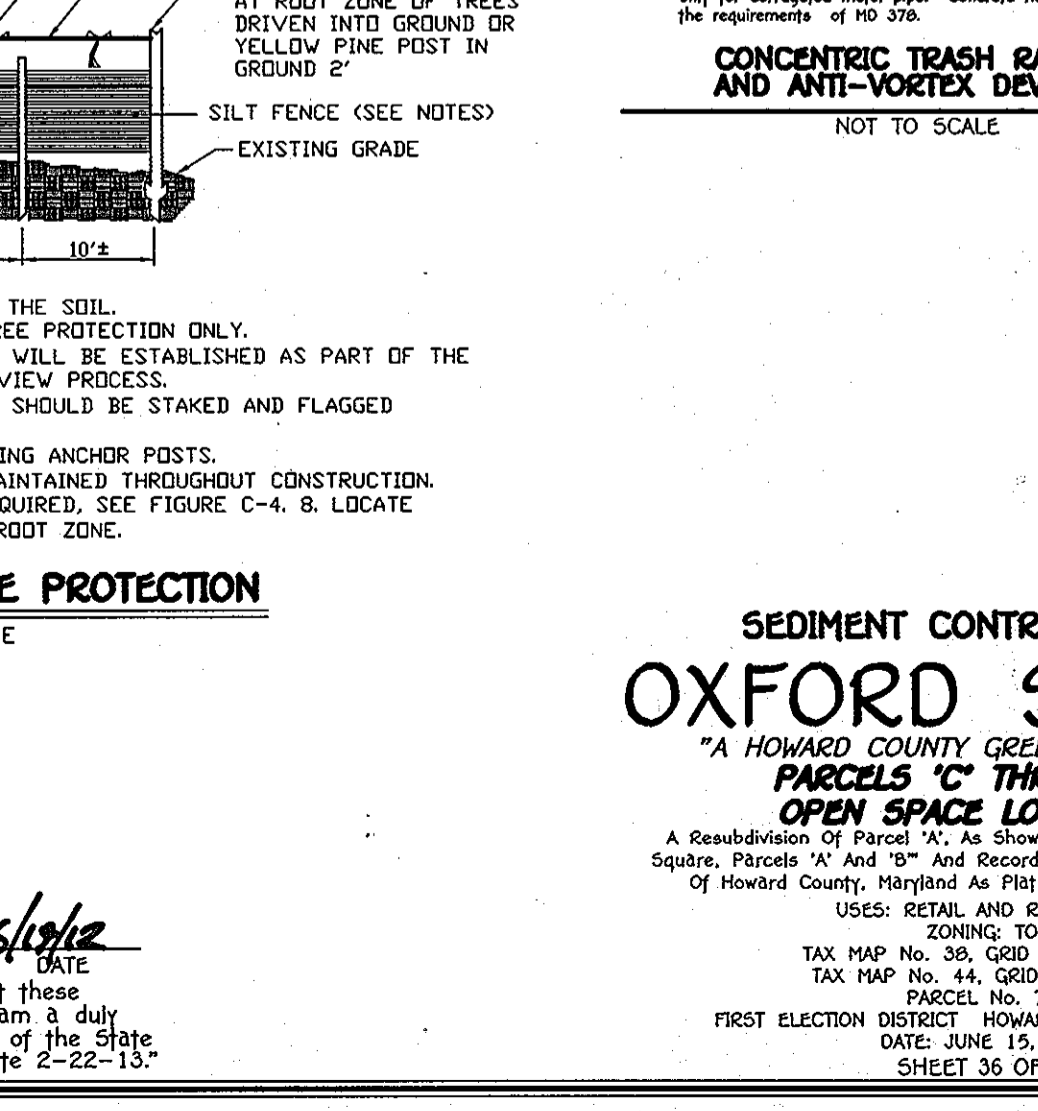 AT ROOT ZONE OF TREES
DRIVEN INTO GROUND OR
YELLOW PINE POST IN
GROUND 2'
SILT FENCE (SEE NOTES)
EXISTING GRADE
10'±
THE SOIL.
REE PROTECTION ONLY.
WILL BE ESTABLISHED AS PART OF THE
VIEW PROCESS.
SHOULD BE STAKED AND FLAGGED
ING ANCHOR POSTS.
AINTAINED THROUGHOUT CONSTRUCTION.
QUIRED, SEE FIGURE C-4. 8. LOCATE
ROOT ZONE.
E PROTECTION
E
/19/12
DATE
t these
am a duly
of the State
te 2-22-13."
the requirements of MD 378.
CONCENTRIC TRASH RA
AND ANTI-VORTEX DEV
NOT TO SCALE
SEDIMENT CONTR
OXFORD S
"A HOWARD COUNTY GREE
PARCELS 'C' THR
OPEN SPACE LO
A Resubdivision Of Parcel 'A', As Show
Square, Parcels 'A' And 'B'" And Record
Of Howard County, Maryland As Plat
USES: RETAIL AND R
ZONING: TO
TAX MAP No. 38, GRID
TAX MAP No. 44, GRID
PARCEL No.
FIRST ELECTION DISTRICT HOWA
DATE: JUNE 15,
SHEET 36 OF